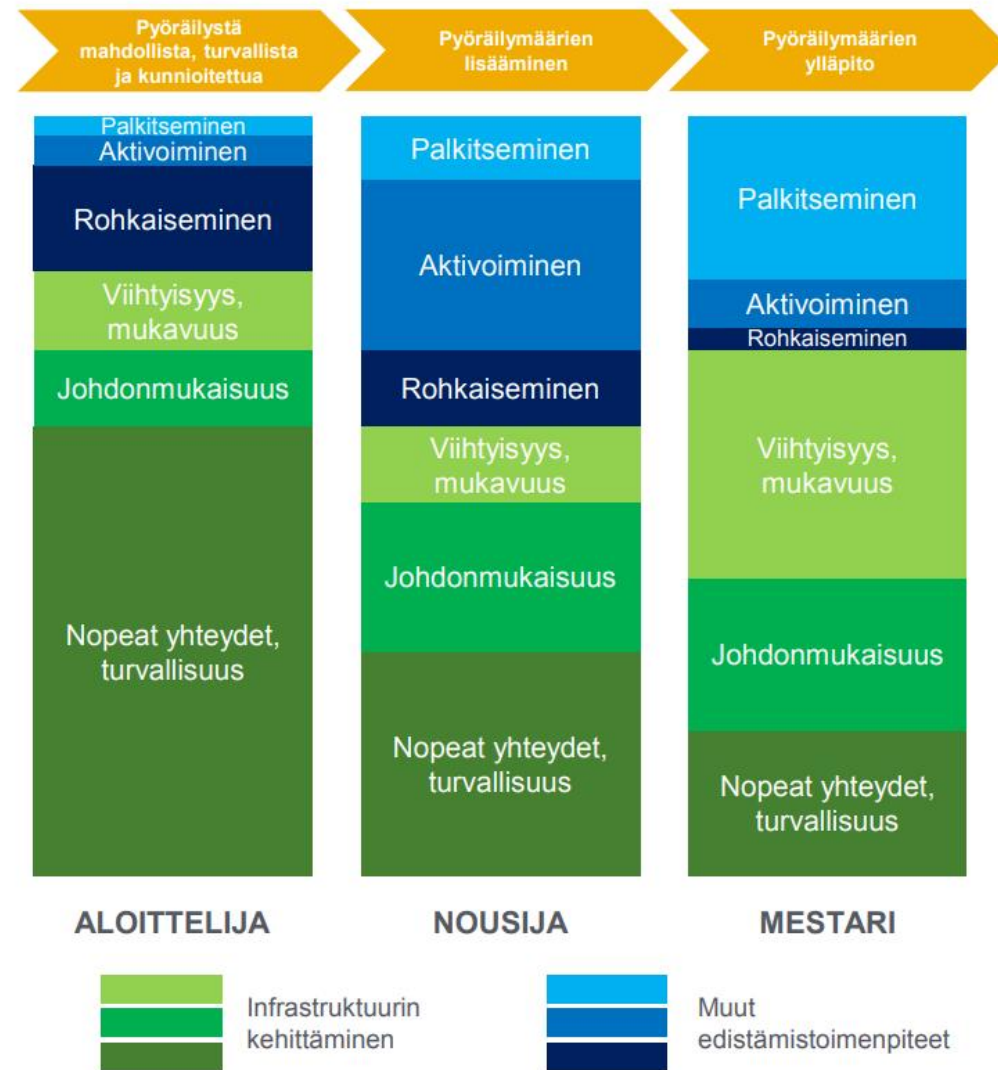 Pyöräilystä
mahdollista, turvallista
ja kunnioitettua
Pyöräilymäärien
lisääminen
Pyöräilymäärien
ylläpito
Palkitseminen
Aktivoiminen
Rohkaiseminen
Viihtyisyys,
mukavuus
Johdonmukaisuus
Nopeat yhteydet,
turvallisuus
Palkitseminen
Aktivoiminen
Rohkaiseminen
Viihtyisyys,
mukavuus
Johdonmukaisuus
Nopeat yhteydet,
turvallisuus
Palkitseminen
Aktivoiminen
Rohkaiseminen
Viihtyisyys,
mukavuus
Johdonmukaisuus
Nopeat yhteydet,
turvallisuus
ALOITTELIJA
NOUSIJA
MESTARI
Infrastruktuurin
kehittäminen
Muut
edistämistoimenpiteet